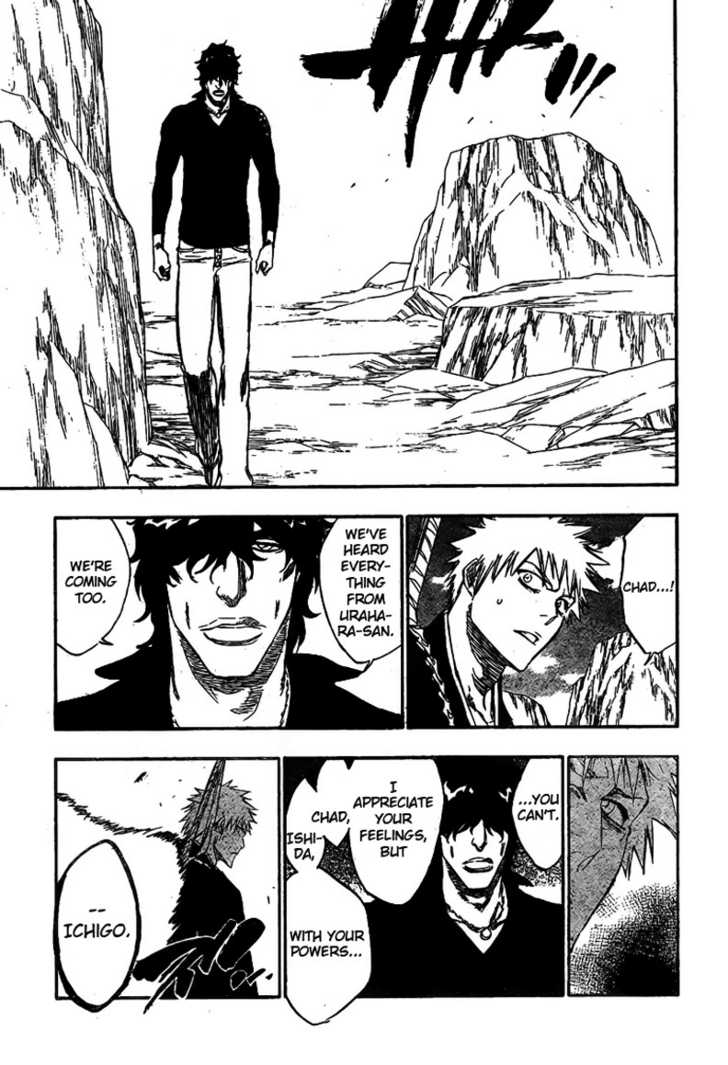 CHAD...!
WE'VE
HEARD
EVERY-
THING
FROM
URAHA-
RA-SAN.
WE'RE
COMING
TOO.
...YOU
CAN'T.
I
APPRECIATE
YOUR
FEELINGS,
BUT
CHAD,
ISHI-
DA,
WITH YOUR
POWERS...
--
ICHIGO.